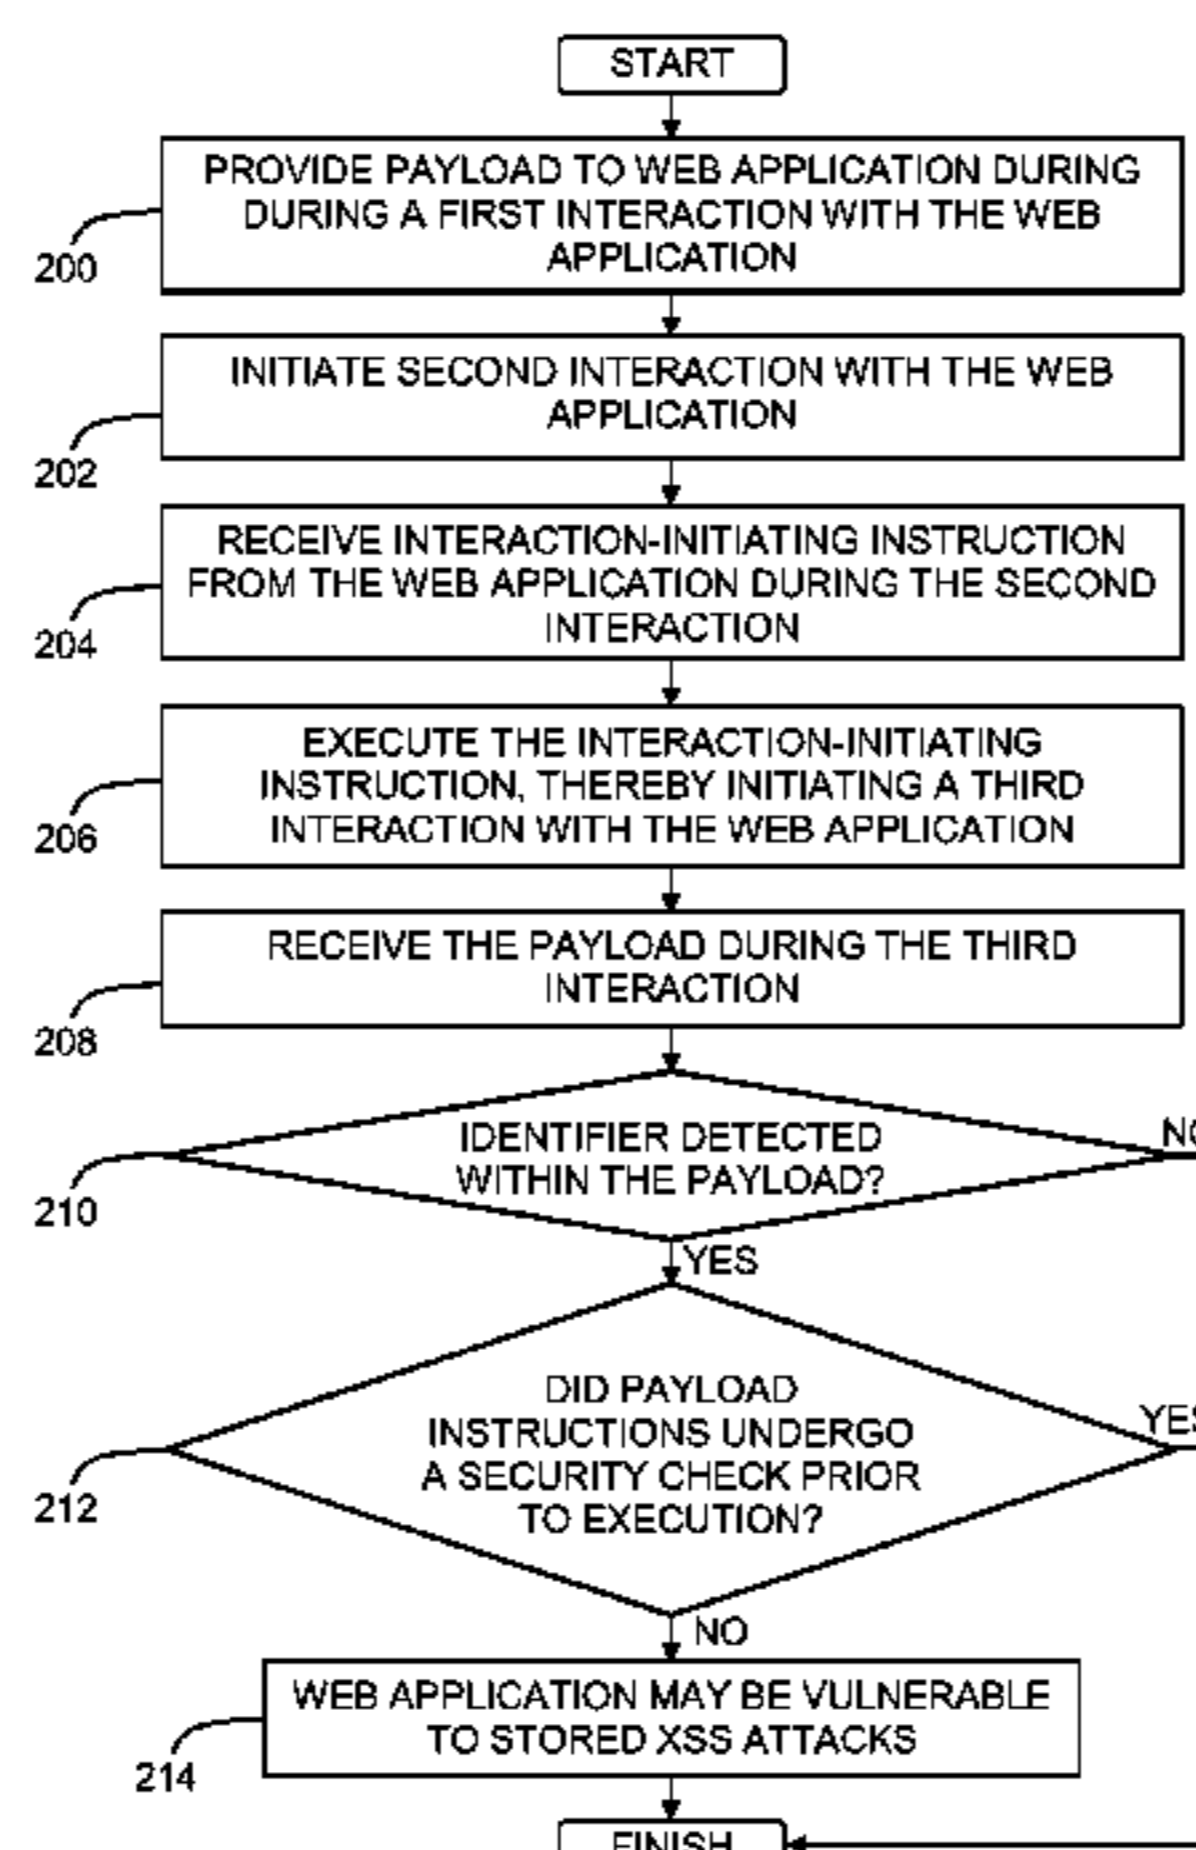 START
PROVIDE PAYLOAD TO WEB APPLICATION DURING
DURING A FIRST INTERACTION WITH THE WEB
APPLICATION
200
INITIATE SECOND INTERACTION WITH THE WEB
APPLICATION
202
RECEIVE INTERACTION-INITIATING INSTRUCTION
FROM THE WEB APPLICATION DURING THE SECOND
INTERACTION
204
EXECUTE THE INTERACTION-INITIATING
INSTRUCTION, THEREBY INITIATING A THIRD
INTERACTION WITH THE WEB APPLICATION
206
RECEIVE THE PAYLOAD DURING THE THIRD
INTERACTION
208
IDENTIFIER DETECTED
WITHIN THE PAYLOAD?
NO
210
YES
DID PAYLOAD
INSTRUCTIONS UNDERGO
A SECURITY CHECK PRIOR
TO EXECUTION?
YES
212
NO
WEB APPLICATION MAY BE VULNERABLE
TO STORED XSS ATTACKS
214
FINISH